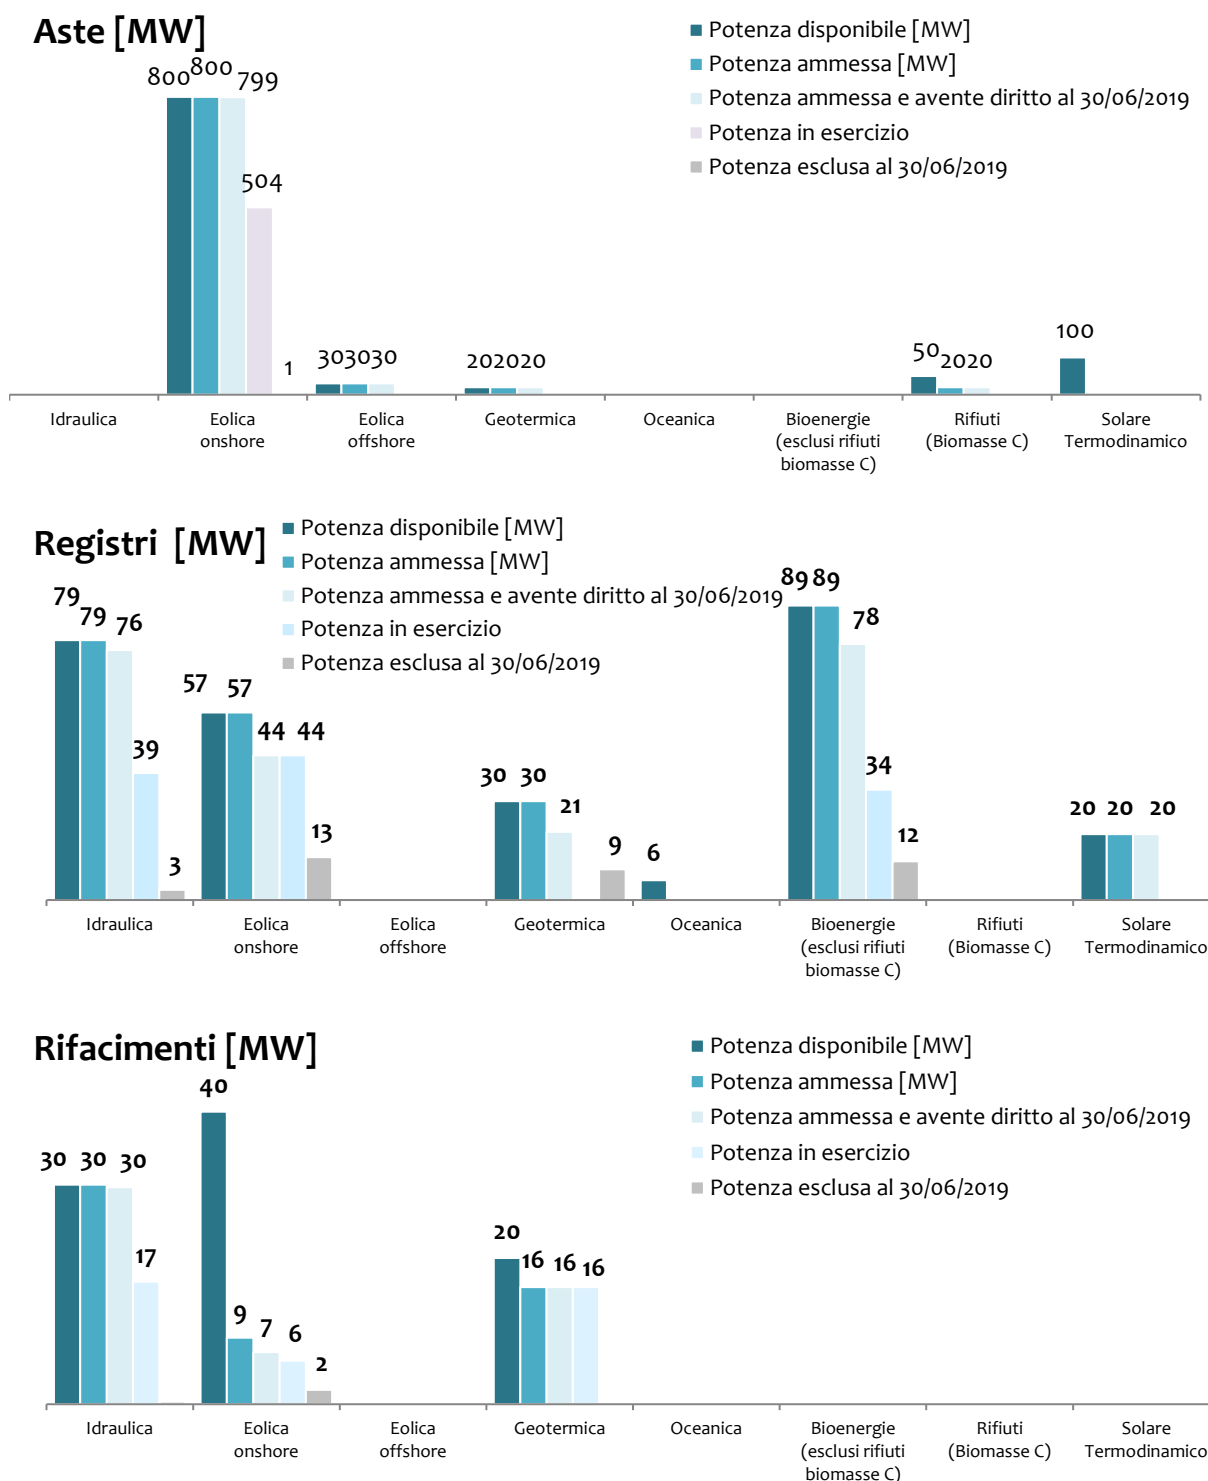 Aste [MW]
Potenza disponibile [MW]
Potenza ammessa [MW]
Potenza ammessa e avente diritto al 30/06/2019
Potenza in esercizio
Potenza esclusa al 30/06/2019
800 800 799
504
1
30 30 30
20 20 20
50 20 20
100
Idraulica
Eolica
onshore
Eolica
offshore
Geotermica
Oceanica
Bioenergie
(esclusi rifiuti
biomasse C)
Rifiuti
(Biomasse C)
Solare
Termodinamico
Registri [MW]
Potenza disponibile [MW]
Potenza ammessa [MW]
Potenza ammessa e avente diritto al 30/06/2019
Potenza in esercizio
Potenza esclusa al 30/06/2019
79 79 76
39
3
57 57
44 44
13
30 30
21
9
6
89 89
78
34
12
20 20 20
Idraulica
Eolica
onshore
Eolica
offshore
Geotermica
Oceanica
Bioenergie
(esclusi rifiuti
biomasse C)
Rifiuti
(Biomasse C)
Solare
Termodinamico
Rifacimenti [MW]
Potenza disponibile [MW]
Potenza ammessa [MW]
Potenza ammessa e avente diritto al 30/06/2019
Potenza in esercizio
Potenza esclusa al 30/06/2019
30 30 30
17
40
9
7
6
2
20
16 16 16
Idraulica
Eolica
onshore
Eolica
offshore
Geotermica
Oceanica
Bioenergie
(esclusi rifiuti
biomasse C)
Rifiuti
(Biomasse C)
Solare
Termodinamico